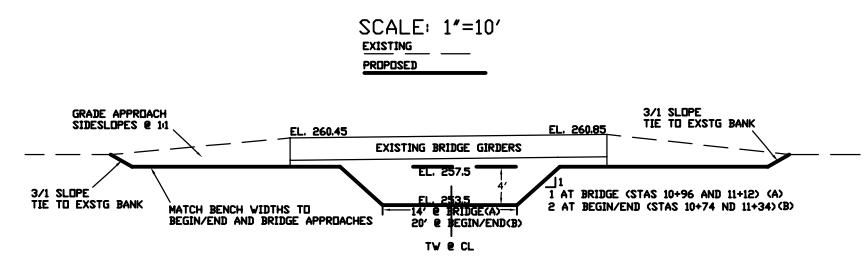 SCALE: 1"=10'
EXISTING
PROPOSED
GRADE APPROACH
SIDESLOPES @ 1:1
EL. 260.45
EL. 260.85
3/1 SLOPE
TIE TO EXSTG BANK
EXISTING BRIDGE GIRDERS
EL. 257.5
4'
3/1 SLOPE
TIE TO EXSTG BANK
MATCH BENCH WIDTHS TO
BEGIN/END AND BRIDGE APPROACHES
EL. 253.5
14' @ BRIDGE(A)
20' @ BEGIN/END(B)
1
1 AT BRIDGE (STAS 10+96 AND 11+12) (A)
2 AT BEGIN/END (STAS 10+74 ND 11+34)(B)
TW @ CL